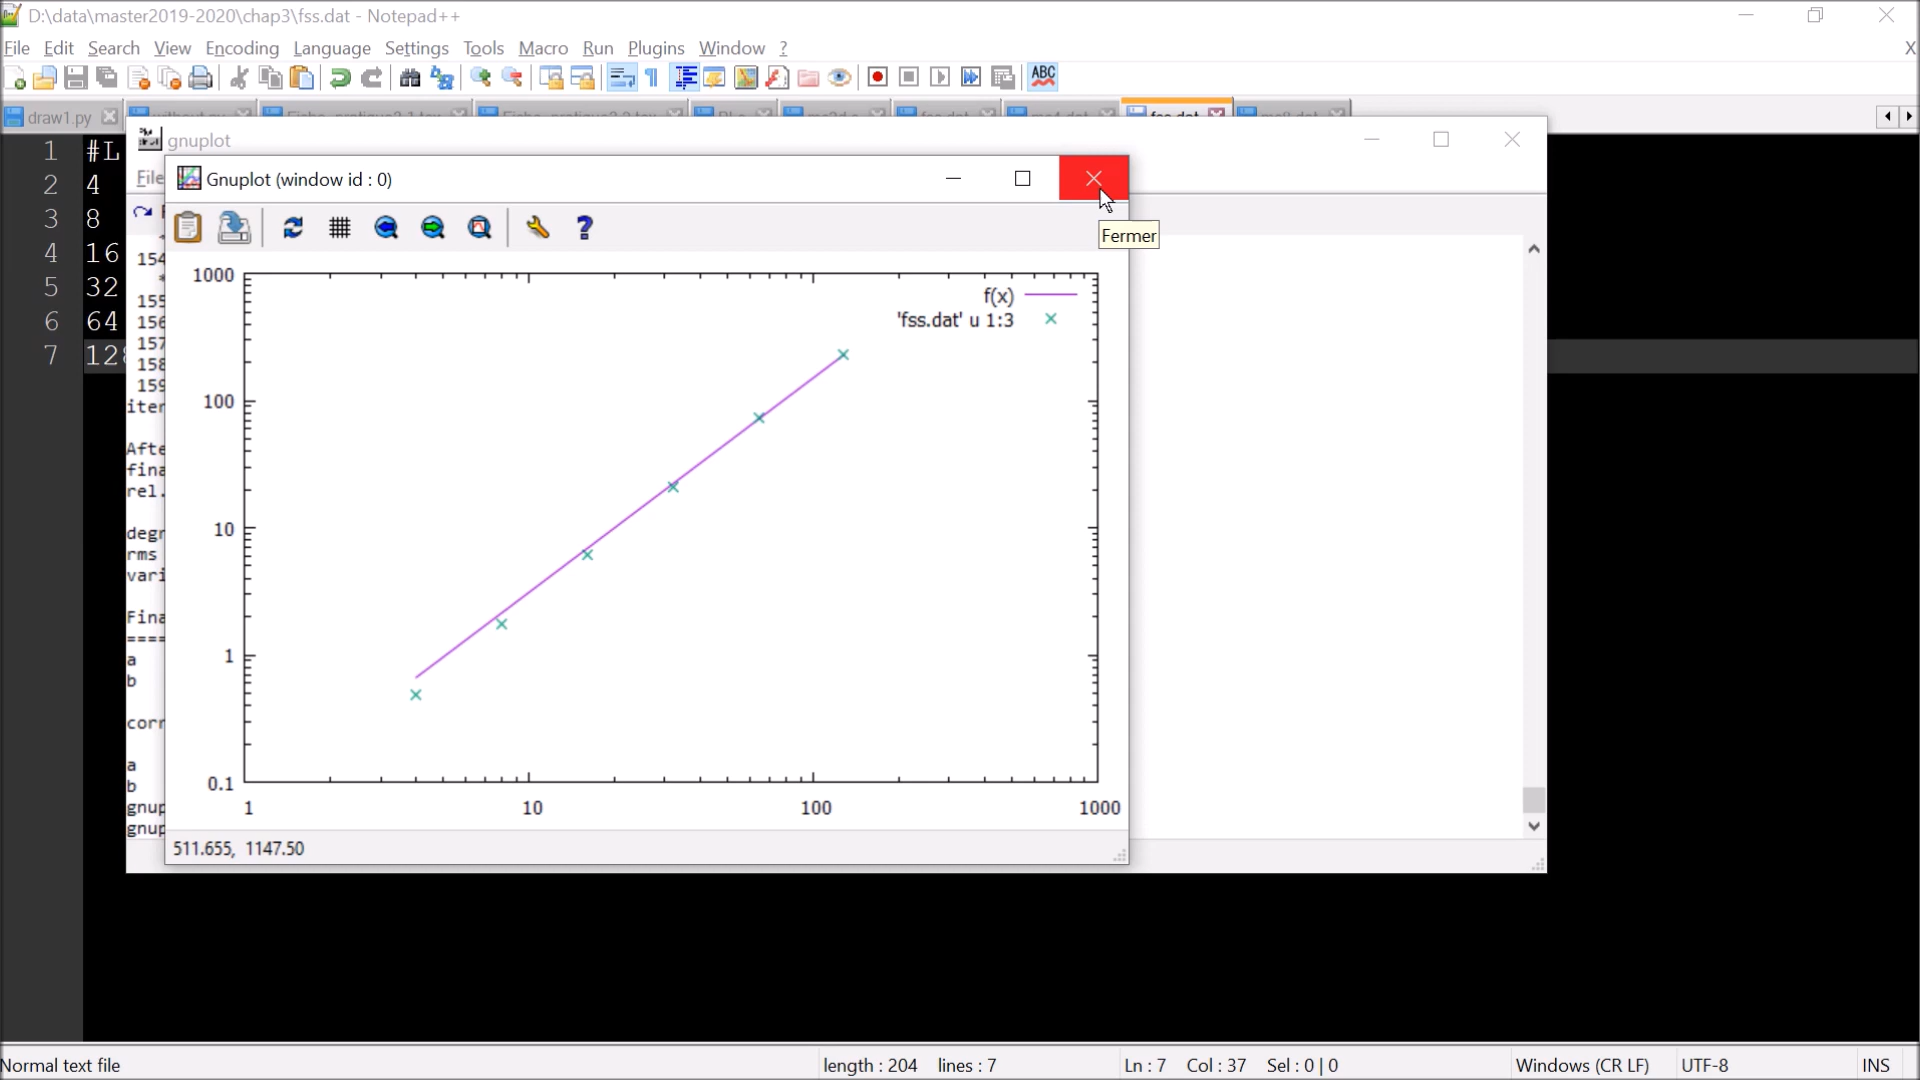 D:\data\master2019-2020\chap3\fss.dat - Notepad++
File Edit Search View Encoding Language Settings Tools Macro Run Plugins Window ? X
ABC
draw1.py
fss.dat
gnuplot
File
Gnuplot (window id : 0)
Fermer
1 #L
2 4
3 8
4 16
5 32
6 64
7 128
154
155
156
157
158
159
iter
Afte
fina
rel.
degr
rms
vari
Fina
====
a
b
corr
a
b
gnup
gnup
f(x)
'fss.dat' u 1:3
1000
100
10
1
0.1
1 10 100 1000
511.655, 1147.50
Normal text file length : 204 lines : 7 Ln : 7 Col : 37 Sel : 0 | 0 Windows (CR LF) UTF-8 INS